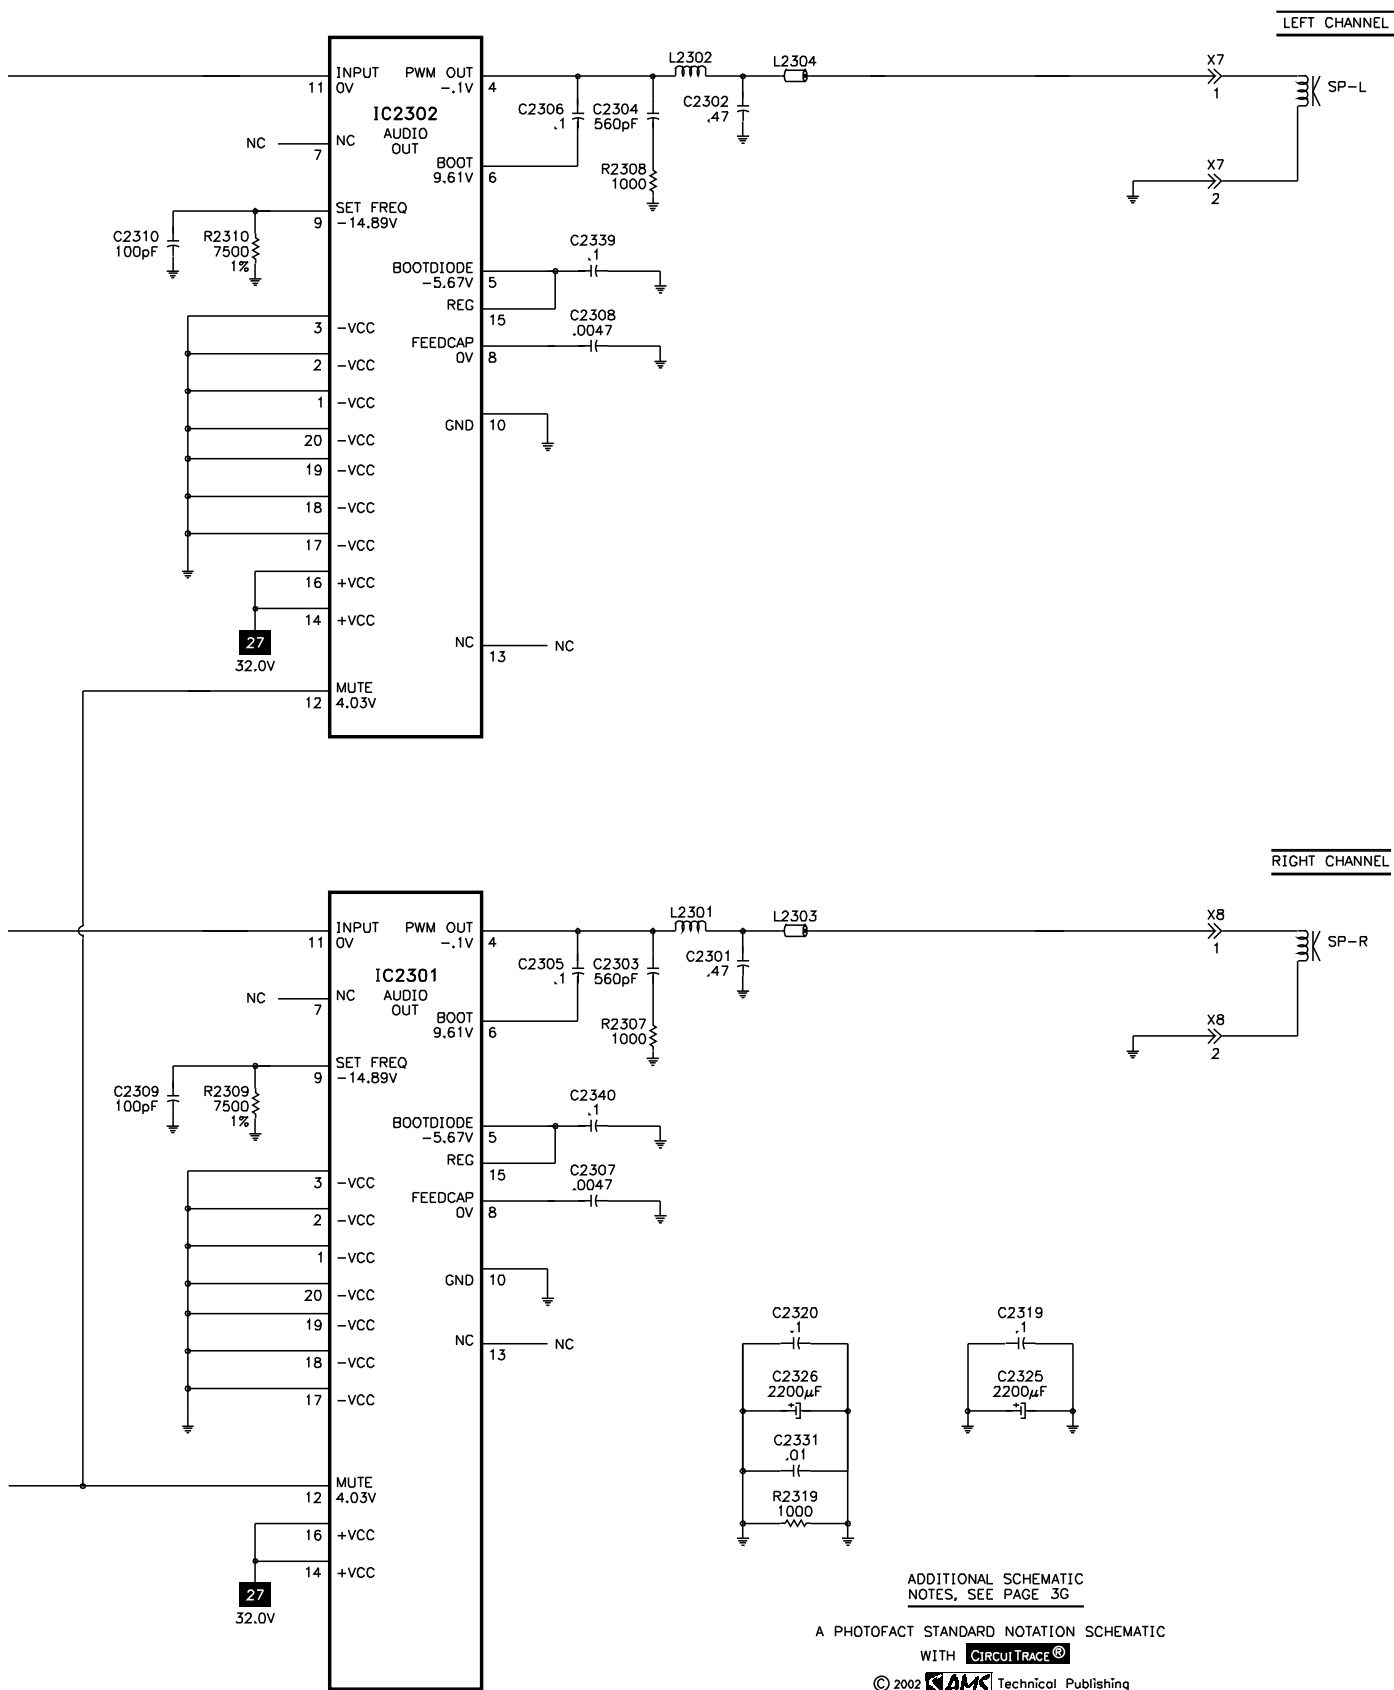 LEFT CHANNEL
INPUT
0V
11
PWM OUT
-.1V
4
IC2302
AUDIO
OUT
L2302
L2304
C2306
.1
C2304
560pF
C2302
.47
X7
1
SP-L
NC
7
NC
BOOT
9.61V
6
R2308
1000
X7
2
SET FREQ
-14.89V
9
C2310
100pF
R2310
7500
1%
BOOTDIODE
-5.67V
5
C2339
.1
REG
15
FEEDCAP
0V
8
C2308
.0047
3 -VCC
2 -VCC
1 -VCC
GND 10
20 -VCC
19 -VCC
18 -VCC
17 -VCC
16 +VCC
14 +VCC
27
32.0V
NC
13
NC
MUTE
12 4.03V
RIGHT CHANNEL
INPUT
0V
11
PWM OUT
-.1V
4
IC2301
AUDIO
OUT
L2301
L2303
C2305
.1
C2303
560pF
C2301
.47
X8
1
SP-R
NC
7
NC
BOOT
9.61V
6
R2307
1000
X8
2
SET FREQ
-14.89V
9
C2309
100pF
R2309
7500
1%
BOOTDIODE
-5.67V
5
C2340
.1
REG
15
FEEDCAP
0V
8
C2307
.0047
3 -VCC
2 -VCC
1 -VCC
GND 10
20 -VCC
19 -VCC
18 -VCC
17 -VCC
NC
13
NC
C2320
.1
C2326
+
2200µF
C2331
.01
R2319
1000
C2319
.1
C2325
+
2200µF
MUTE
12 4.03V
16 +VCC
14 +VCC
27
32.0V
ADDITIONAL SCHEMATIC
NOTES, SEE PAGE 3G
A PHOTOFACT STANDARD NOTATION SCHEMATIC
WITH CIRCUITRACE®
© 2002 SAMS Technical Publishing